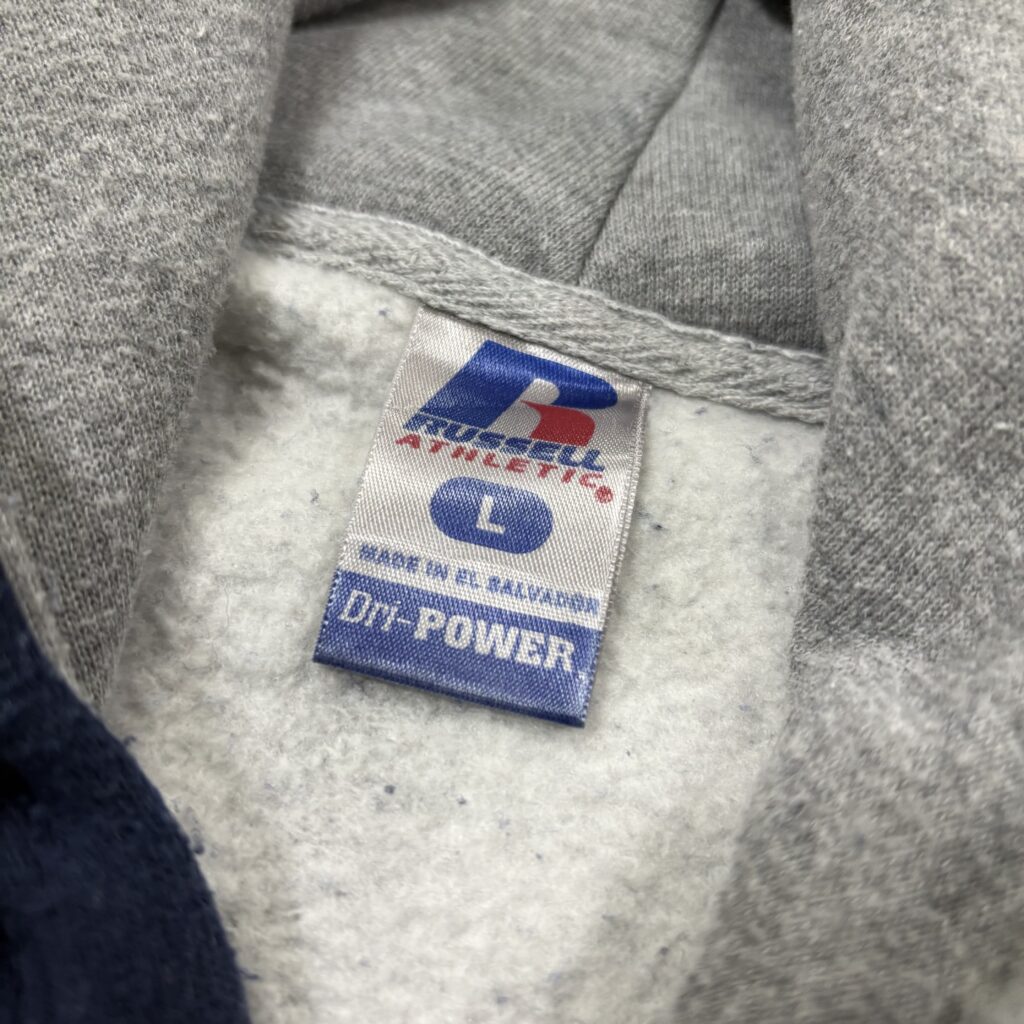 RUSSELL
ATHLETIC®
L
MADE IN EL SALVADOR
Dri-POWER